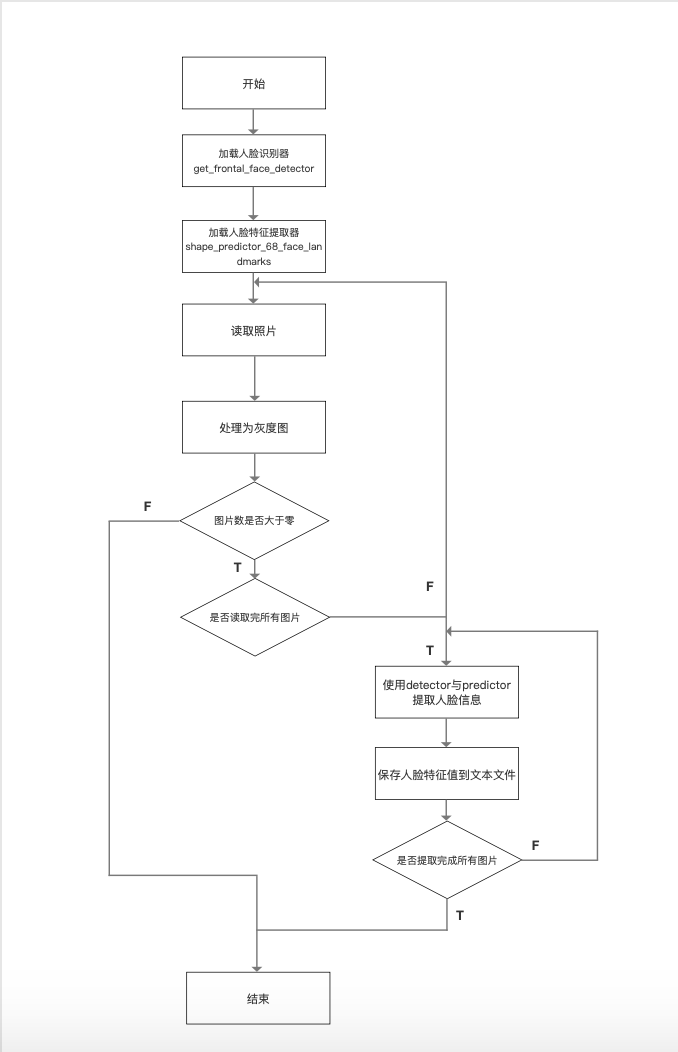 开始
加载人脸识别器
get_frontal_face_detector
加载人脸特征提取器
shape_predictor_68_face_lan
dmarks
读取照片
处理为灰度图
F
图片数是否大于零
T
F
是否读取完所有图片
T
使用detector与predictor
提取人脸信息
保存人脸特征值到文本文件
F
是否提取完成所有图片
T
结束